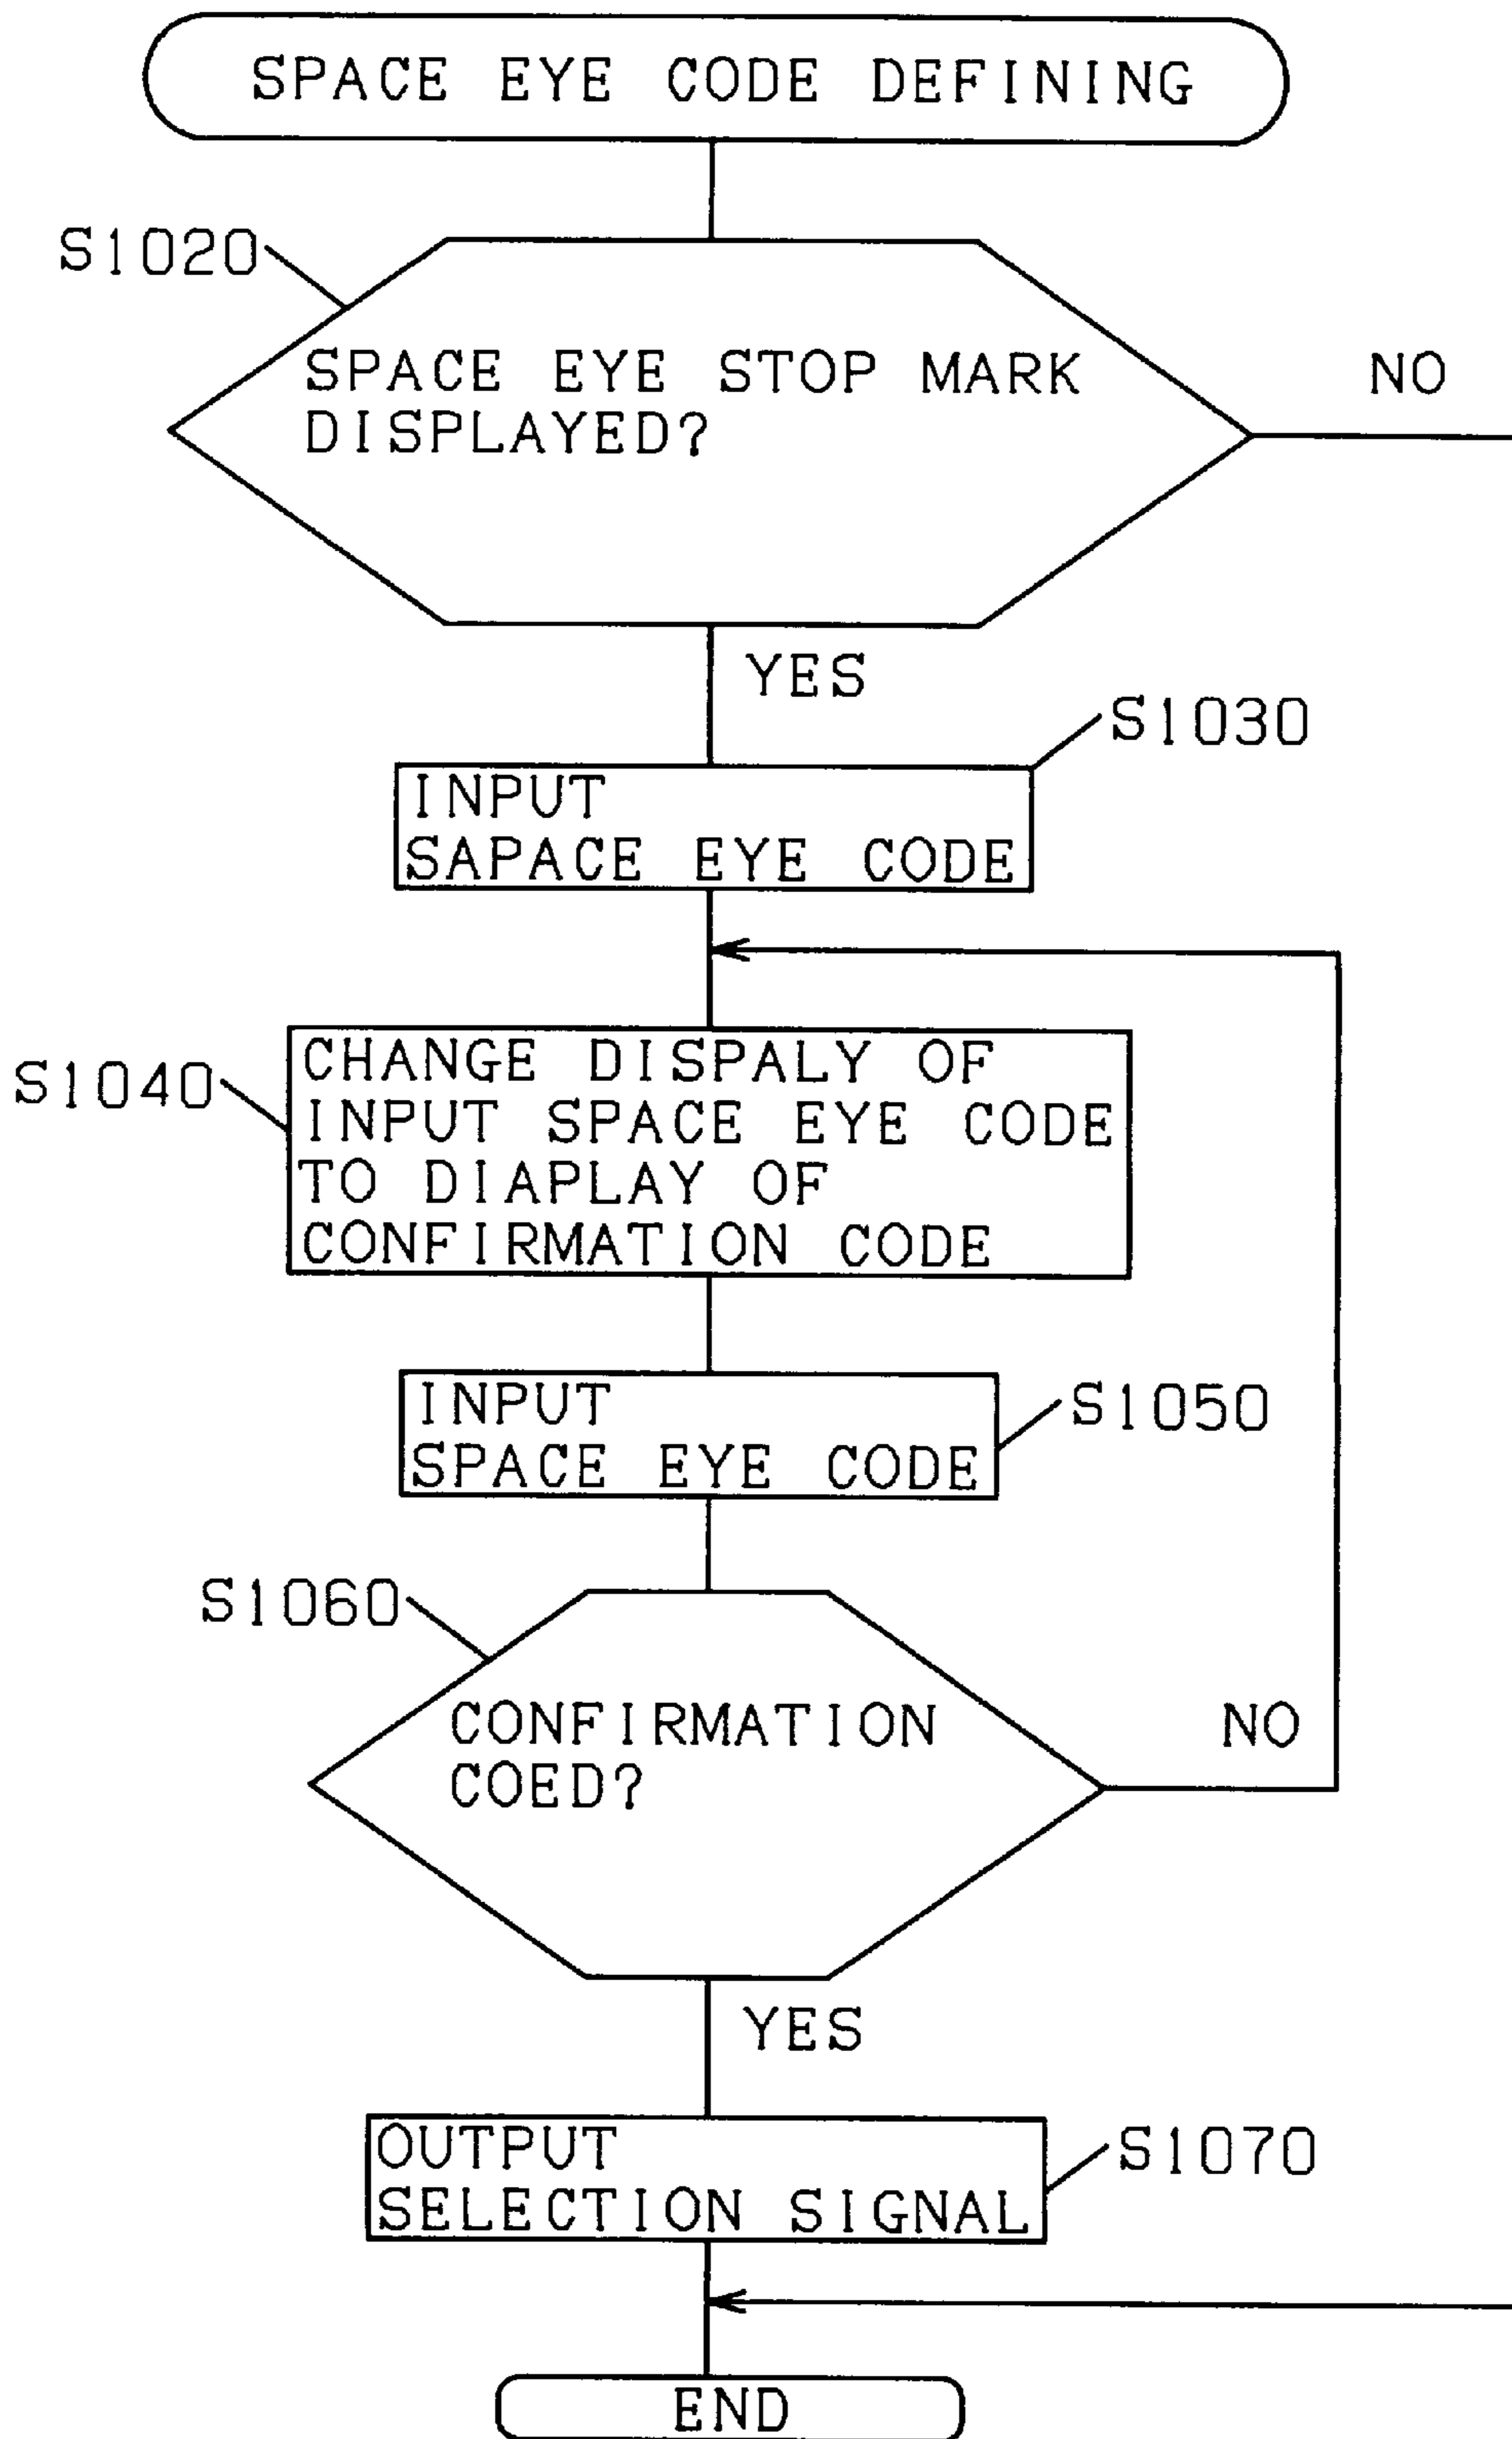 SPACE EYE CODE DEFINING
S1020
SPACE EYE STOP MARK
DISPLAYED?
NO
YES
S1030
INPUT
SAPACE EYE CODE
S1040
CHANGE DISPALY OF
INPUT SPACE EYE CODE
TO DIAPLAY OF
CONFIRMATION CODE
INPUT
SPACE EYE CODE
S1050
S1060
CONFIRMATION
COED?
NO
YES
OUTPUT
SELECTION SIGNAL
S1070
END